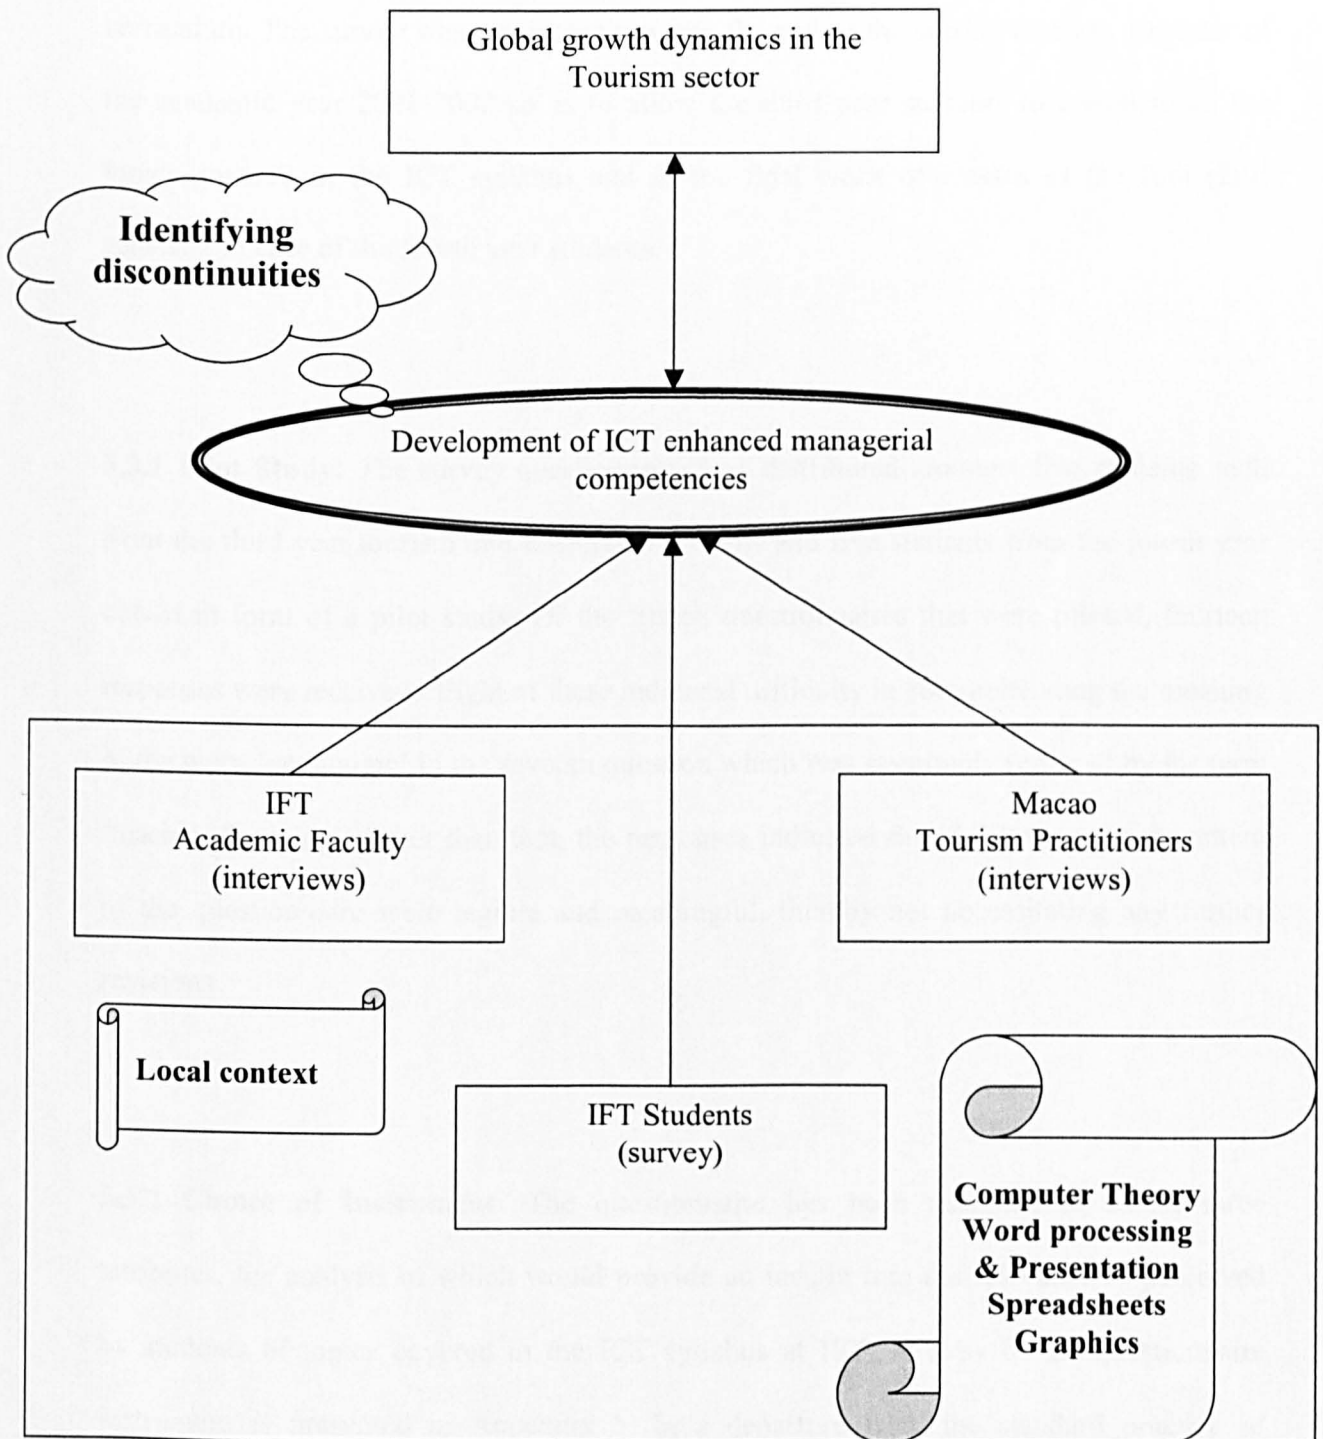 Global growth dynamics in the
Tourism sector
Identifying
discontinuities
Development of ICT enhanced managerial
competencies
IFT
Academic Faculty
(interviews)
Macao
Tourism Practitioners
(interviews)
Local context
IFT Students
(survey)
Computer Theory
Word processing
& Presentation
Spreadsheets
Graphics